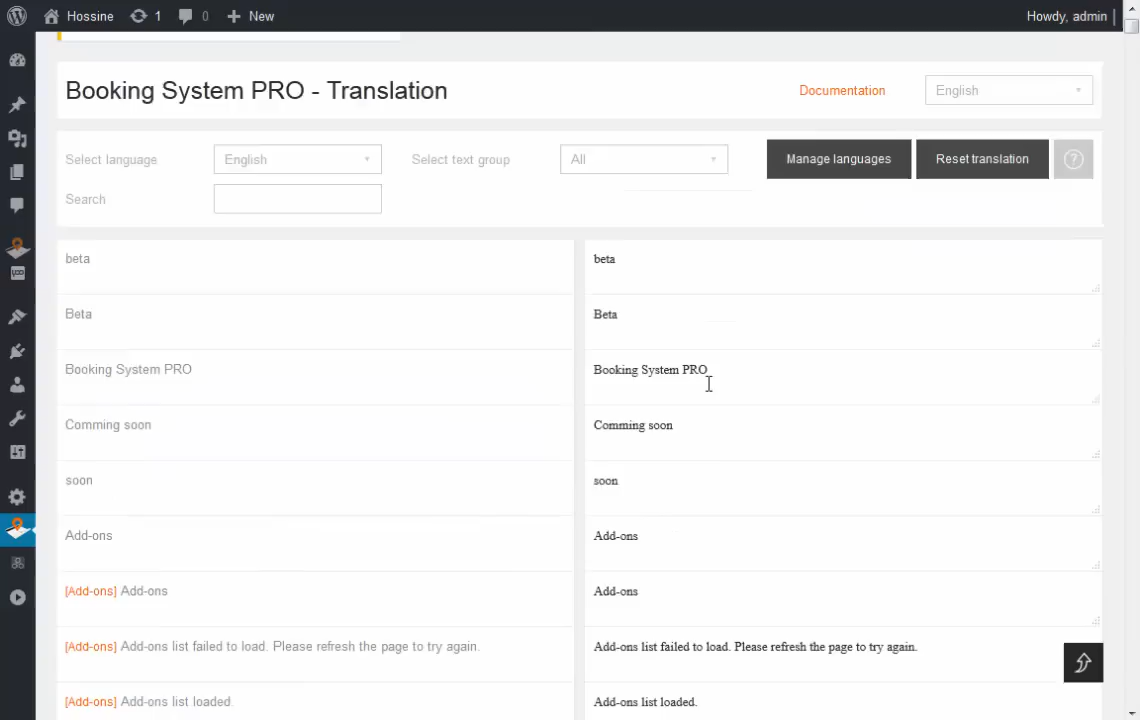 Hossine 1 0 New Howdy, admin
Booking System PRO - Translation Documentation English
Select language English Select text group All Manage languages Reset translation ?
Search
beta beta
Beta Beta
Booking System PRO Booking System PRO
Comming soon Comming soon
soon soon
Add-ons Add-ons
[Add-ons] Add-ons Add-ons
[Add-ons] Add-ons list failed to load. Please refresh the page to try again. Add-ons list failed to load. Please refresh the page to try again.
[Add-ons] Add-ons list loaded. Add-ons list loaded.